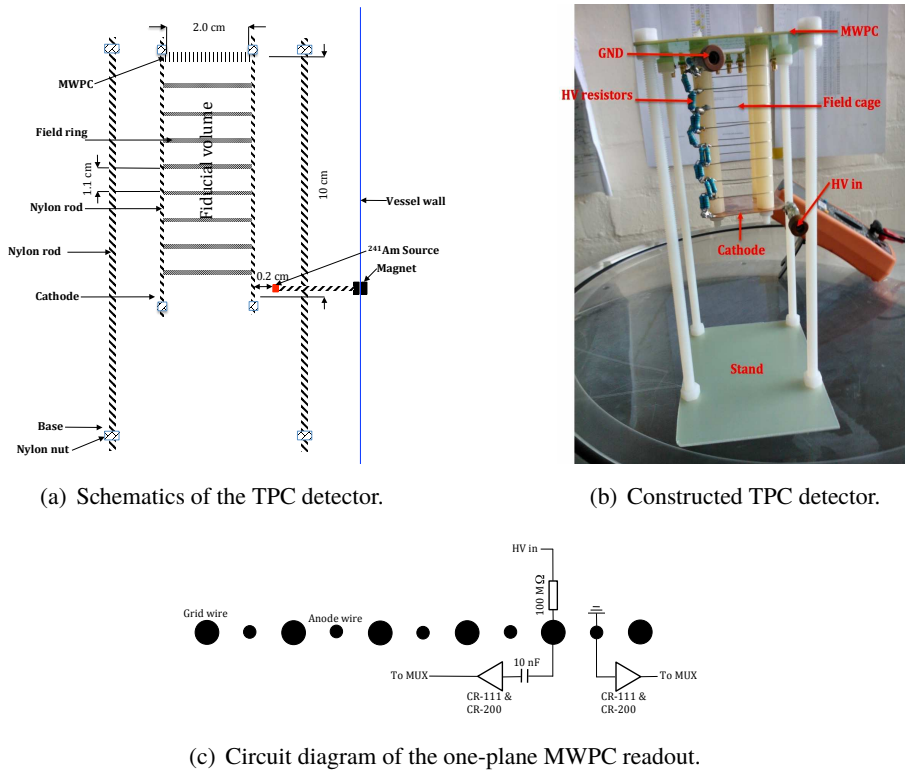 2.0 cm
MWPC
Field ring
Fiducial volume
1.1 cm
10 cm
Nylon rod
Vessel wall
Nylon rod
²⁴¹Am Source
0.2 cm
Magnet
Cathode
Base
Nylon nut
(a) Schematics of the TPC detector.
MWPC
GND
HV resistors
Field cage
HV in
Cathode
Stand
(b) Constructed TPC detector.
HV in
100 MΩ
Grid wire
Anode wire
10 nF
To MUX
To MUX
CR-111 &
CR-200
CR-111 &
CR-200
(c) Circuit diagram of the one-plane MWPC readout.